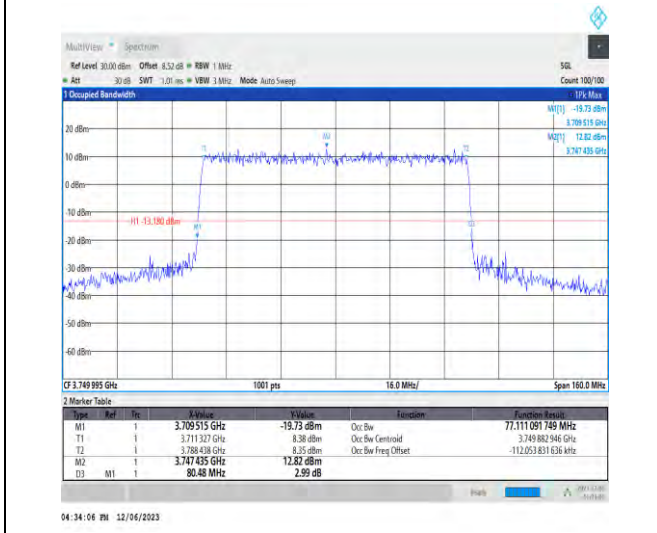 MultiView Spectrum
Ref Level 30.00 dBm Offset 8.52 dB RBW 1 MHz SGL
Att 30 dB SWT 1.01 ms VBW 3 MHz Mode Auto Sweep Count 100/100
1 Occupied Bandwidth 1Pk Max
M1[1] -19.73 dBm
3.709 515 GHz
M2[1] 12.82 dBm
3.747 435 GHz
20 dBm
10 dBm
0 dBm
-10 dBm
H1 -13.180 dBm
-20 dBm
-30 dBm
-40 dBm
-50 dBm
-60 dBm
T1
M2
T2
M1
D3
CF 3.749 995 GHz 1001 pts 16.0 MHz/ Span 160.0 MHz
2 Marker Table
Type Ref Trc X-Value Y-Value Function Function Result
M1 1 3.709 515 GHz -19.73 dBm Occ Bw 77.111 091 749 MHz
T1 1 3.711 327 GHz 8.38 dBm Occ Bw Centroid 3.749 882 946 GHz
T2 1 3.788 438 GHz 8.35 dBm Occ Bw Freq Offset -112.053 831 636 kHz
M2 1 3.747 435 GHz 12.82 dBm
D3 M1 1 80.48 MHz 2.99 dB
Ready
04:34:06 PM 12/06/2023